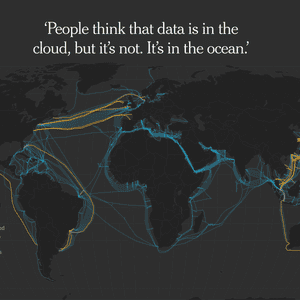 ‘People think that data is in the
cloud, but it’s not. It’s in the ocean.’